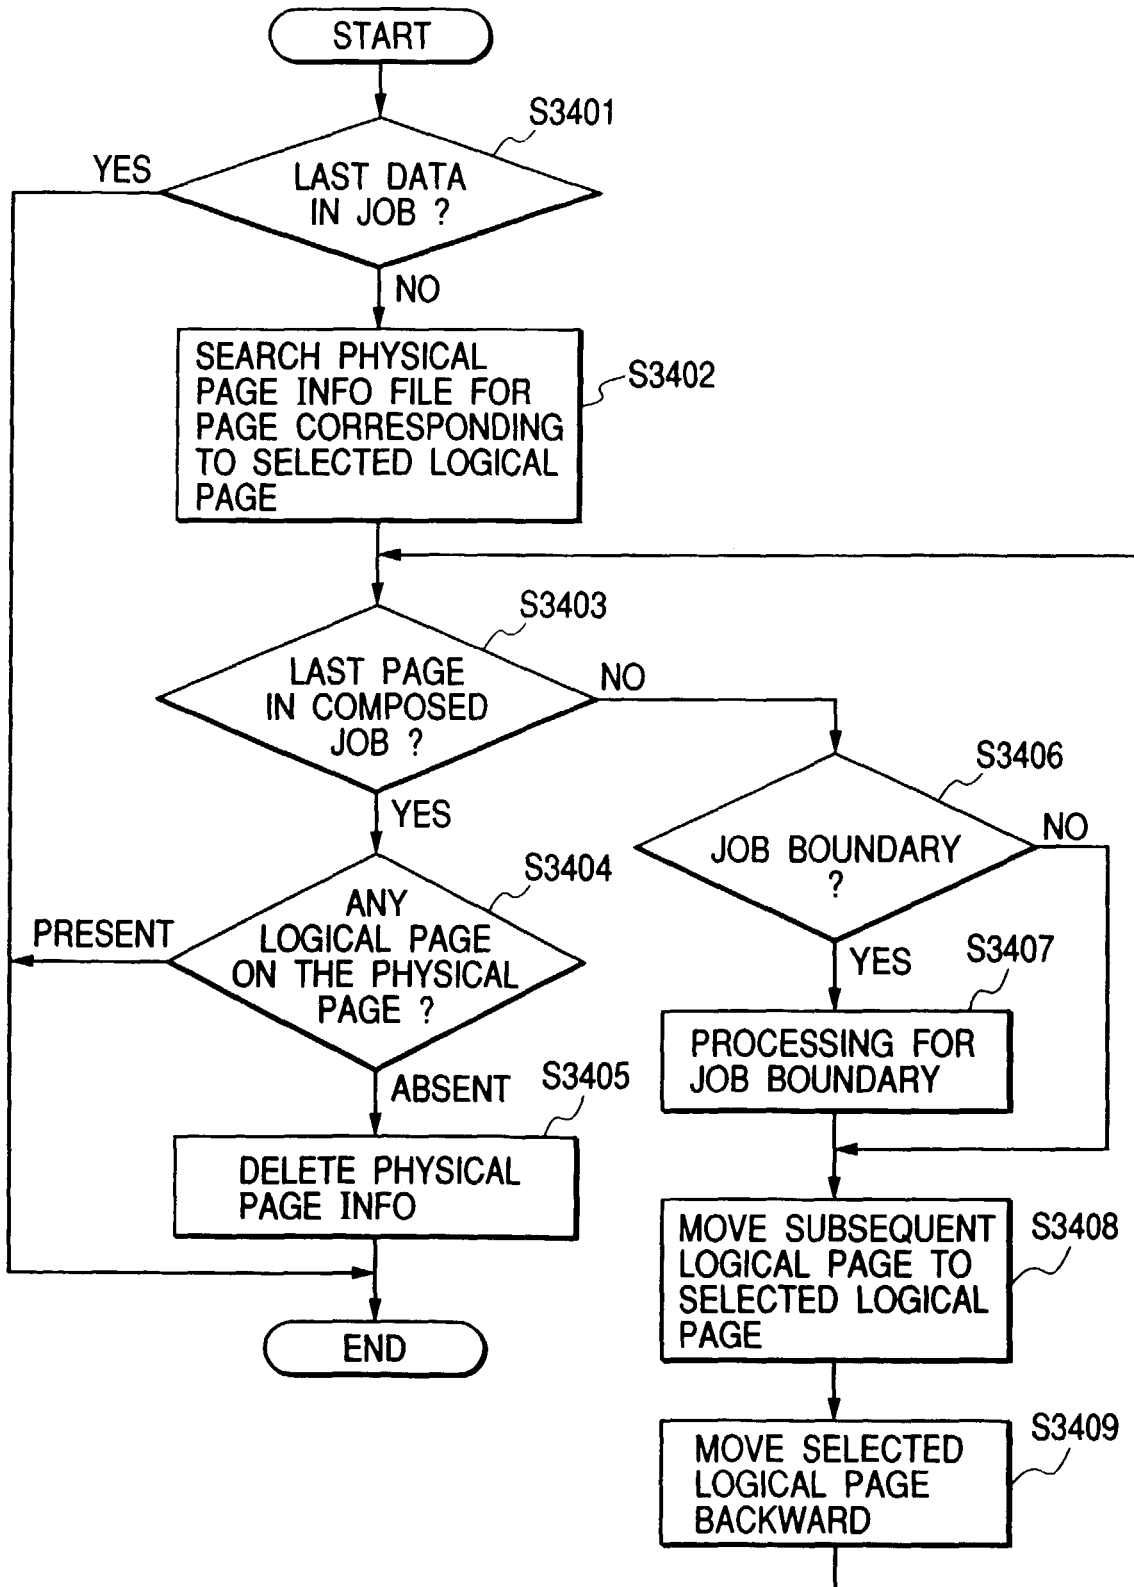 START
S3401
YES
LAST DATA
IN JOB ?
NO
SEARCH PHYSICAL
PAGE INFO FILE FOR
PAGE CORRESPONDING
TO SELECTED LOGICAL
PAGE
S3402
S3403
LAST PAGE
IN COMPOSED
JOB ?
NO
YES
S3404
ANY
LOGICAL PAGE
ON THE PHYSICAL
PAGE ?
PRESENT
ABSENT
S3405
DELETE PHYSICAL
PAGE INFO
END
S3406
JOB BOUNDARY
?
NO
YES
S3407
PROCESSING FOR
JOB BOUNDARY
MOVE SUBSEQUENT
LOGICAL PAGE TO
SELECTED LOGICAL
PAGE
S3408
MOVE SELECTED
LOGICAL PAGE
BACKWARD
S3409